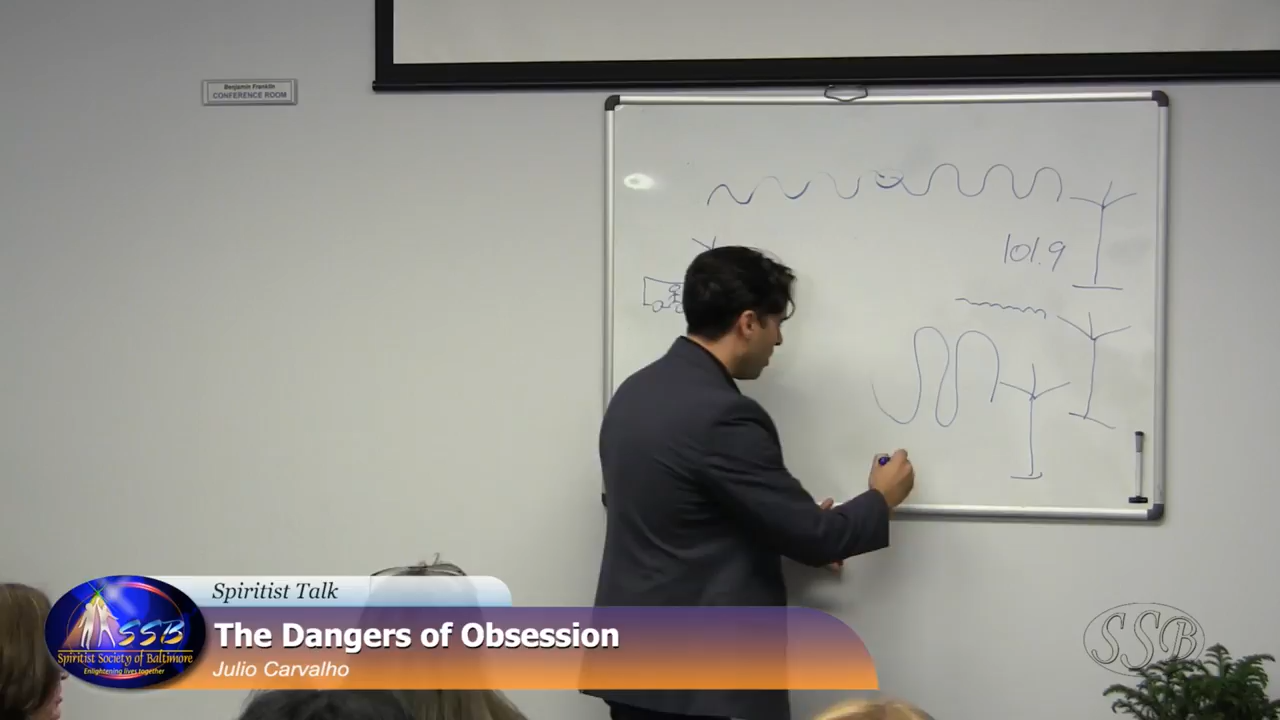 Benjamin Franklin
CONFERENCE ROOM
101.9
Spiritist Talk
The Dangers of Obsession
Julio Carvalho
SSB
Spiritist Society of Baltimore
Enlightening lives together
SSB